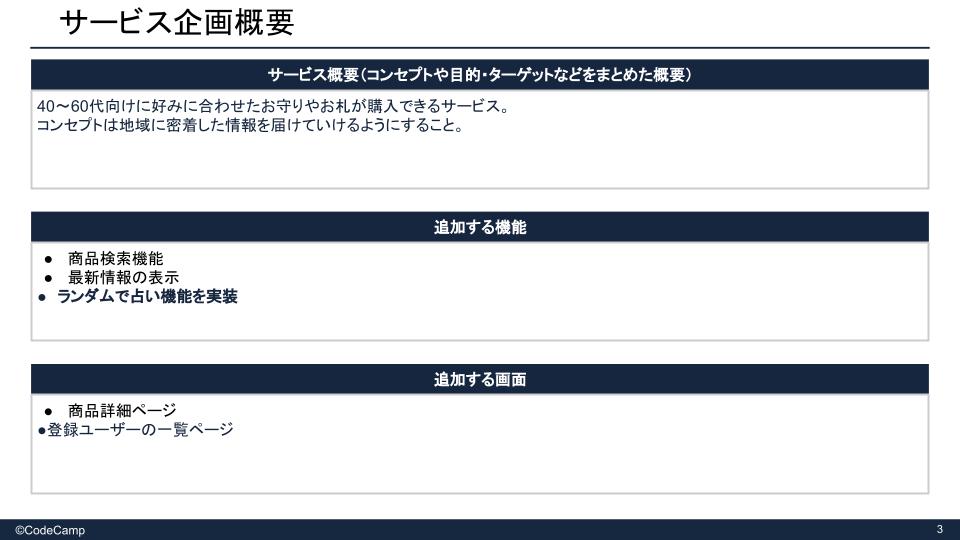 サービス企画概要
サービス概要（コンセプトや目的・ターゲットなどをまとめた概要）
40～60代向けに好みに合わせたお守りやお札が購入できるサービス。
コンセプトは地域に密着した情報を届けていけるようにすること。
追加する機能
● 商品検索機能
● 最新情報の表示
● ランダムで占い機能を実装
追加する画面
● 商品詳細ページ
●登録ユーザーの一覧ページ
©CodeCamp
3